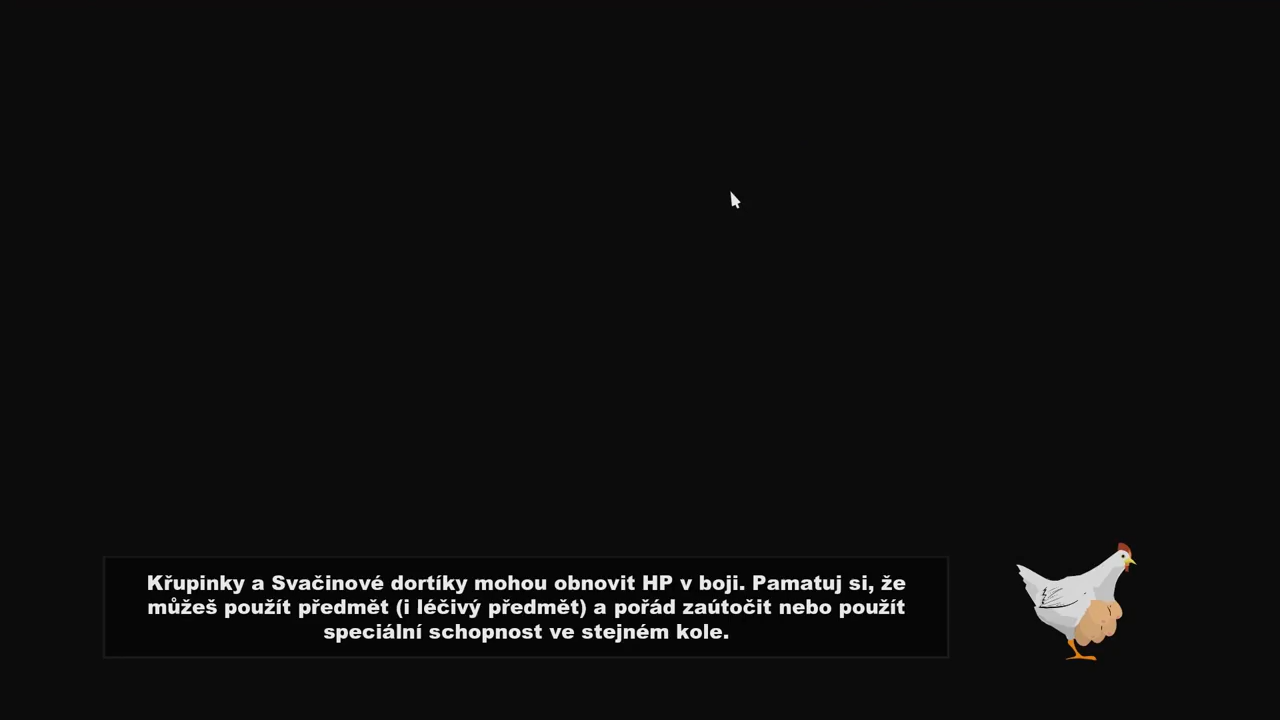 Křupinky a Svačinové dortíky mohou obnovit HP v boji. Pamatuj si, že
můžeš použít předmět (i léčivý předmět) a pořád zaútočit nebo použít
speciální schopnost ve stejném kole.